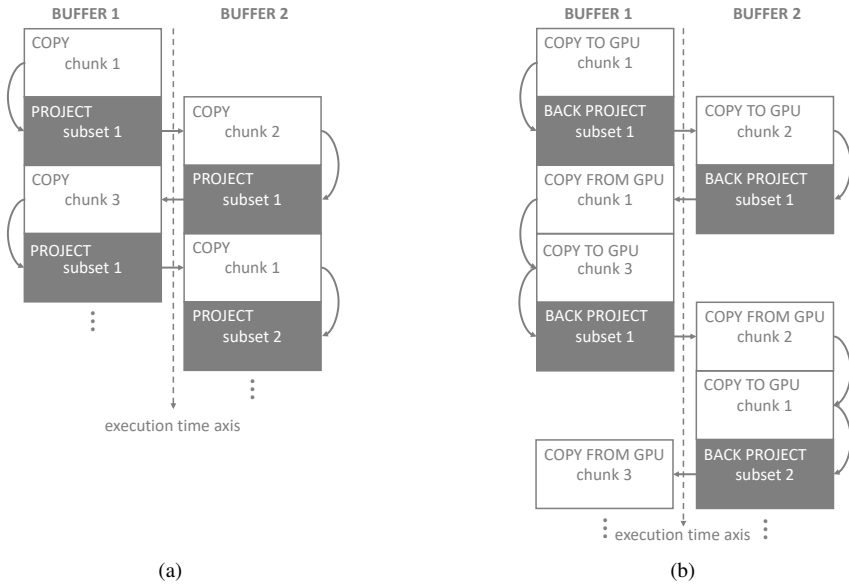 BUFFER 1
BUFFER 2
COPY
chunk 1
PROJECT
subset 1
COPY
chunk 2
COPY
chunk 3
PROJECT
subset 1
PROJECT
subset 1
COPY
chunk 1
PROJECT
subset 2
execution time axis
(a)
BUFFER 1
BUFFER 2
COPY TO GPU
chunk 1
BACK PROJECT
subset 1
COPY TO GPU
chunk 2
COPY FROM GPU
chunk 1
BACK PROJECT
subset 1
COPY TO GPU
chunk 3
BACK PROJECT
subset 1
COPY FROM GPU
chunk 2
COPY TO GPU
chunk 1
COPY FROM GPU
chunk 3
BACK PROJECT
subset 2
execution time axis
(b)